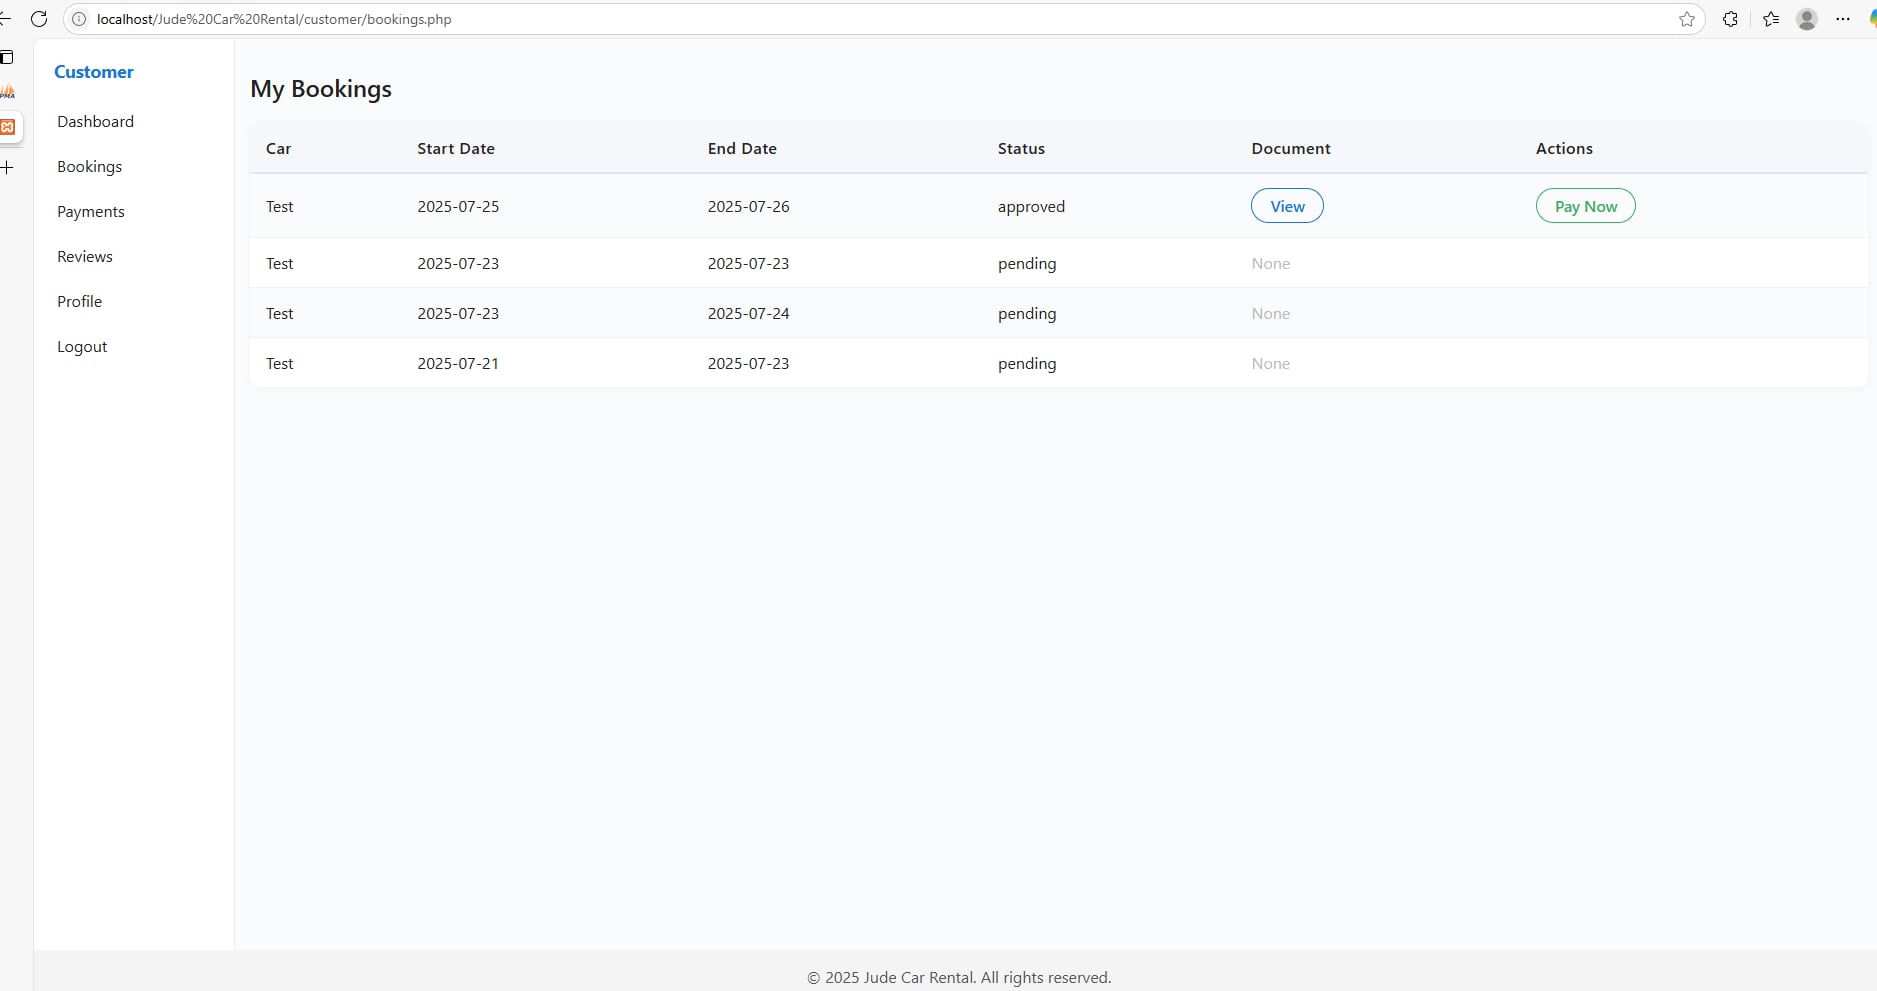 localhost/Jude%20Car%20Rental/customer/bookings.php
PMA
Customer
Dashboard
Bookings
Payments
Reviews
Profile
Logout
My Bookings
Car Start Date End Date Status Document Actions
Test 2025-07-25 2025-07-26 approved View Pay Now
Test 2025-07-23 2025-07-23 pending None
Test 2025-07-23 2025-07-24 pending None
Test 2025-07-21 2025-07-23 pending None
© 2025 Jude Car Rental. All rights reserved.